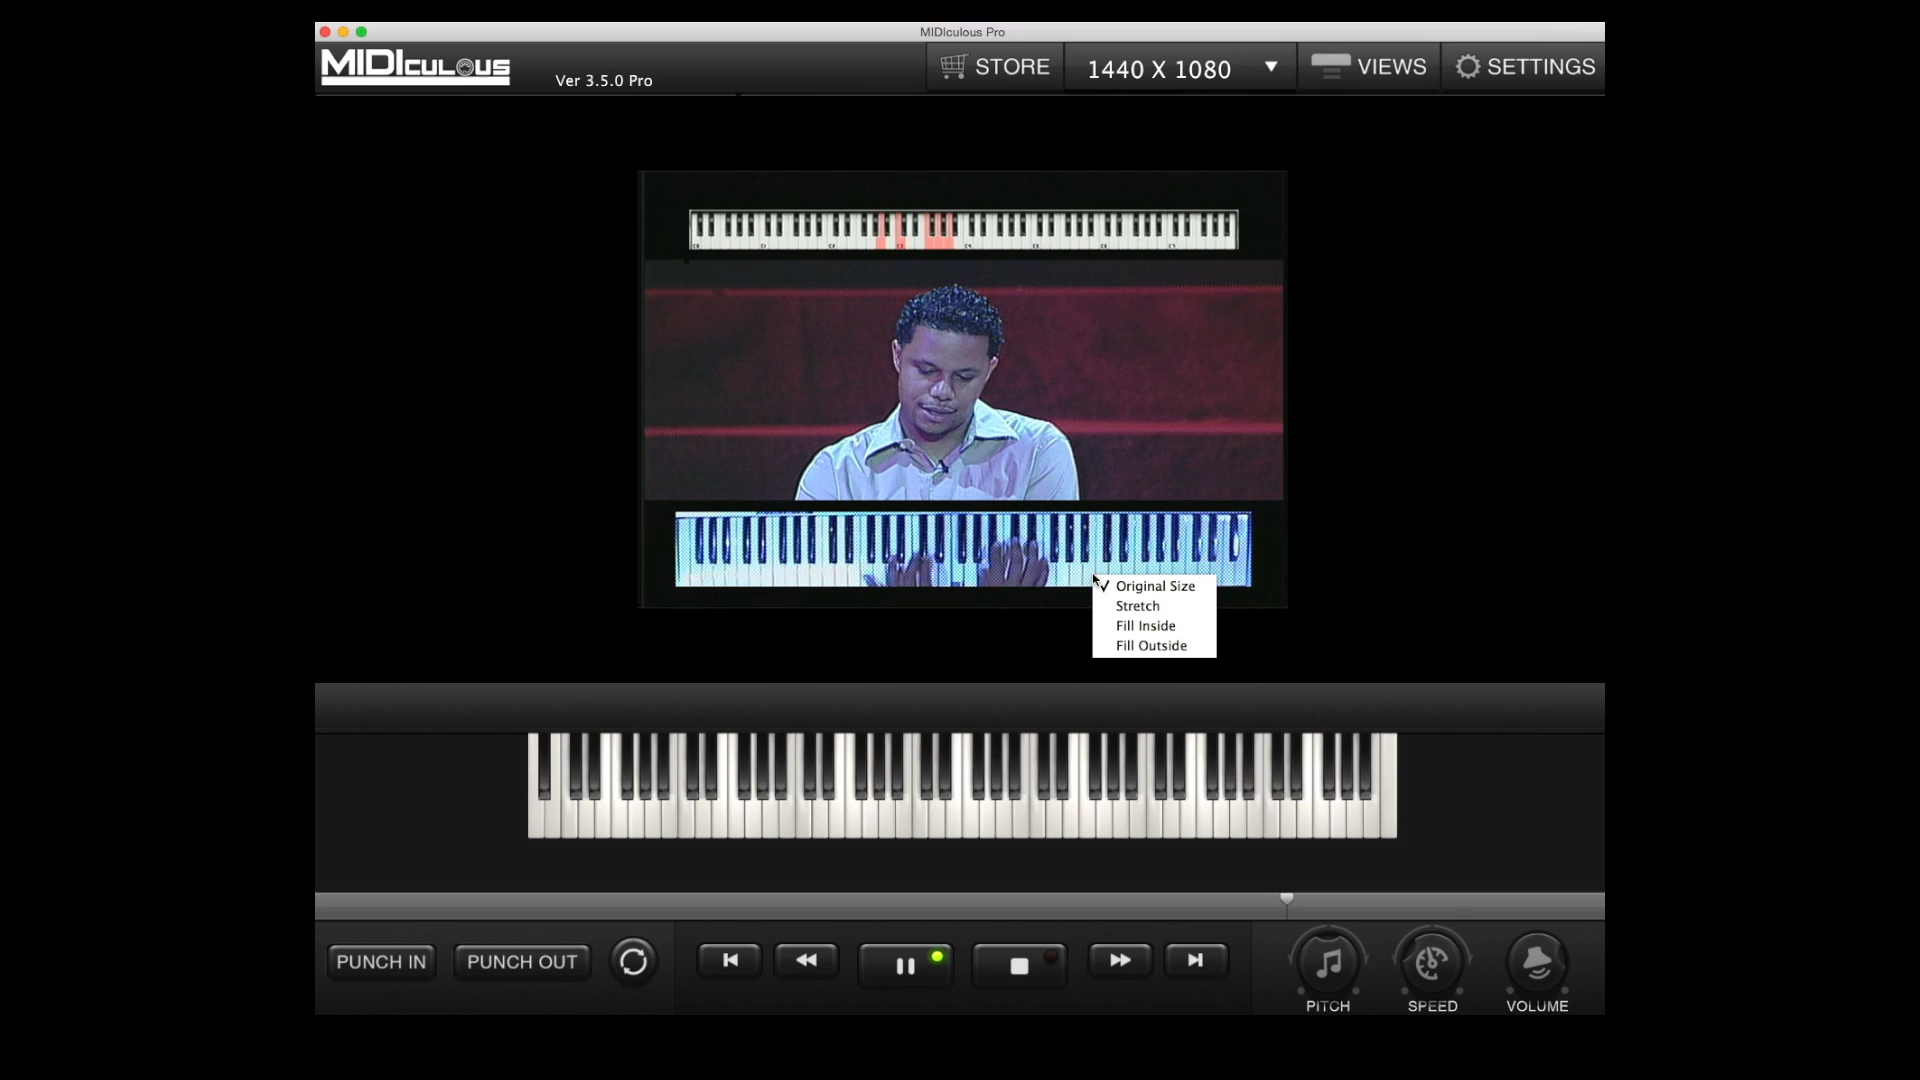 MIDIculous Pro
MIDICULOUS
Ver 3.5.0 Pro
STORE
1440 X 1080
VIEWS
SETTINGS
Original Size
Stretch
Fill Inside
Fill Outside
PUNCH IN
PUNCH OUT
PITCH
SPEED
VOLUME